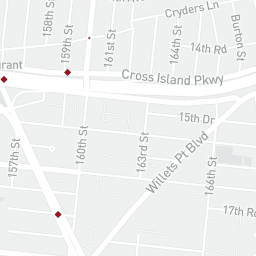 Cryders Ln
158th St
159th St
161st St
164th St
Burton St
14th Rd
Cross Island Pkwy
15th Dr
157th St
160th St
163rd St
Willets Pt Blvd
166th St
17th Rd